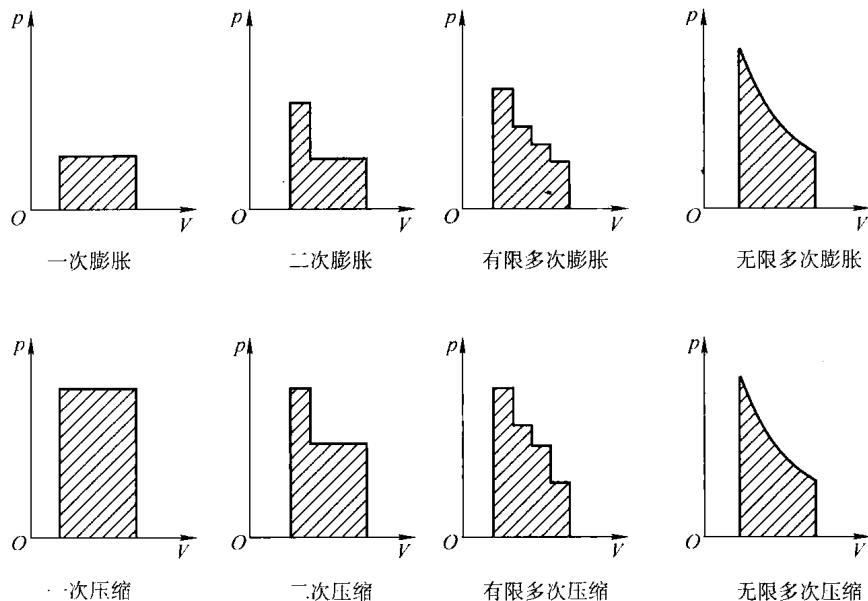 p p p p
O V O V O V O V
一次膨胀 二次膨胀 有限多次膨胀 无限多次膨胀
p p p p
O V O V O V O V
一次压缩 二次压缩 有限多次压缩 无限多次压缩